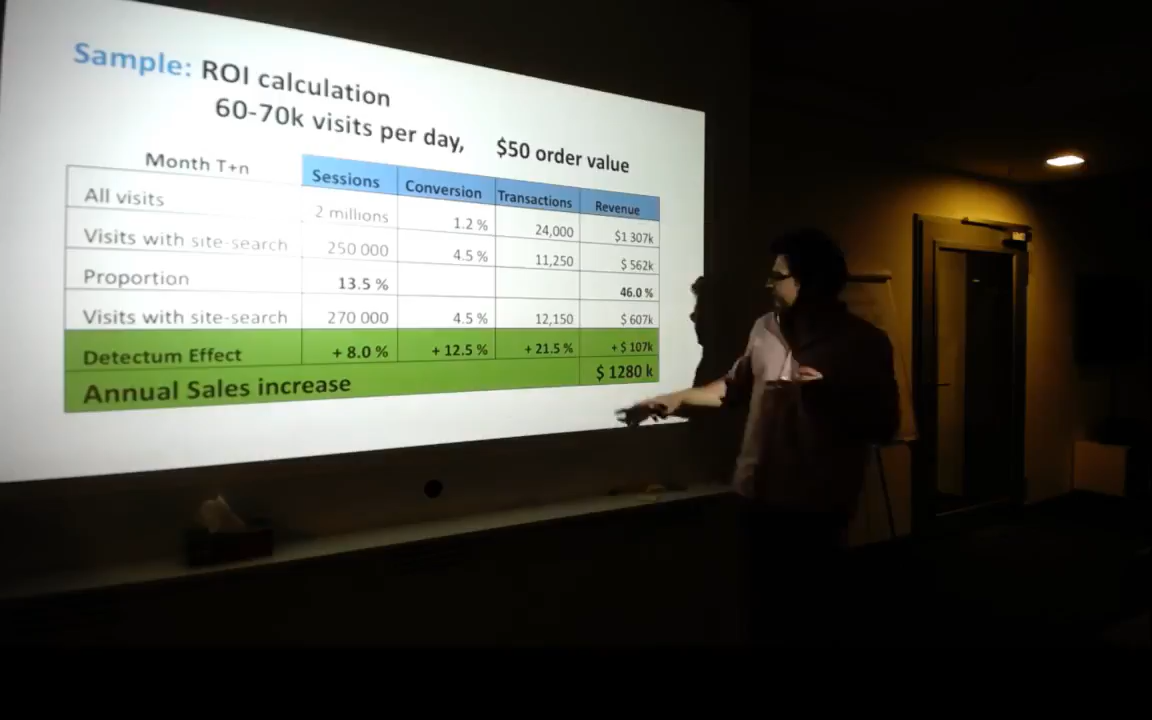 Sample: ROI calculation
60-70k visits per day, $50 order value
Month T+n Sessions Conversion Transactions Revenue
All visits 2 millions 1.2 % 24,000 $1 307k
Visits with site-search 250 000 4.5 % 11,250 $ 562k
Proportion 13.5 % 46.0 %
Visits with site-search 270 000 4.5 % 12,150 $ 607k
Detectum Effect + 8.0 % + 12.5 % + 21.5 % + $ 107k
Annual Sales increase $ 1280 k